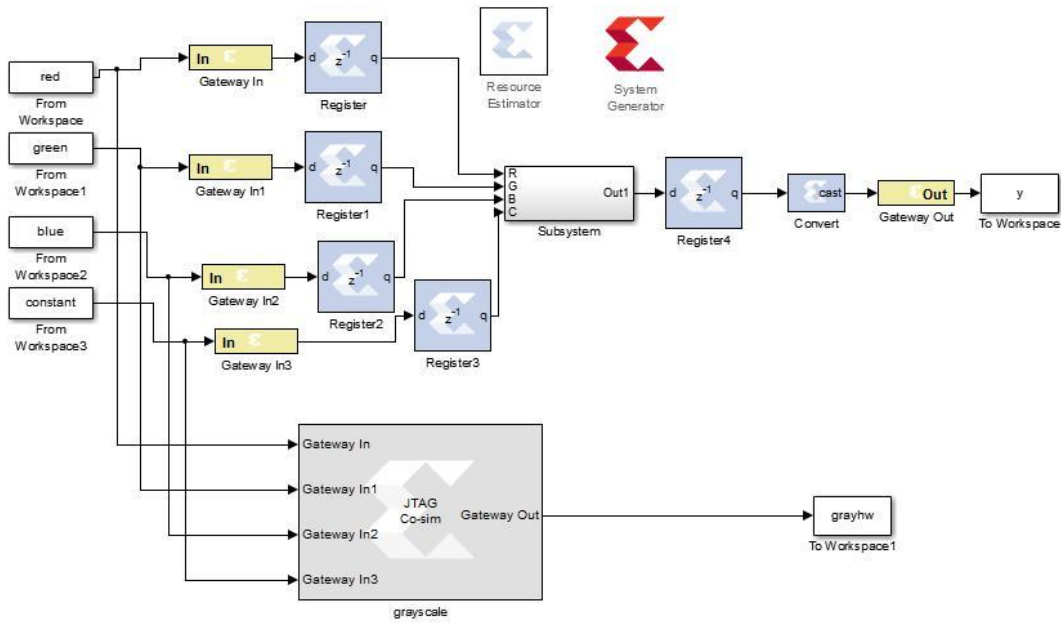 red
From
Workspace
In
Gateway In
d
z-1
q
Register
Resource
Estimator
System
Generator
green
From
Workspace1
In
Gateway In1
d
z-1
q
Register1
R
G
B
C
Out1
Subsystem
d
z-1
q
Register4
cast
Convert
Out
Gateway Out
y
To Workspace
blue
From
Workspace2
In
Gateway In2
d
z-1
q
Register2
constant
From
Workspace3
In
Gateway In3
d
z-1
q
Register3
Gateway In
Gateway In1
Gateway In2
Gateway In3
JTAG
Co-sim
Gateway Out
grayscale
grayhw
To Workspace1